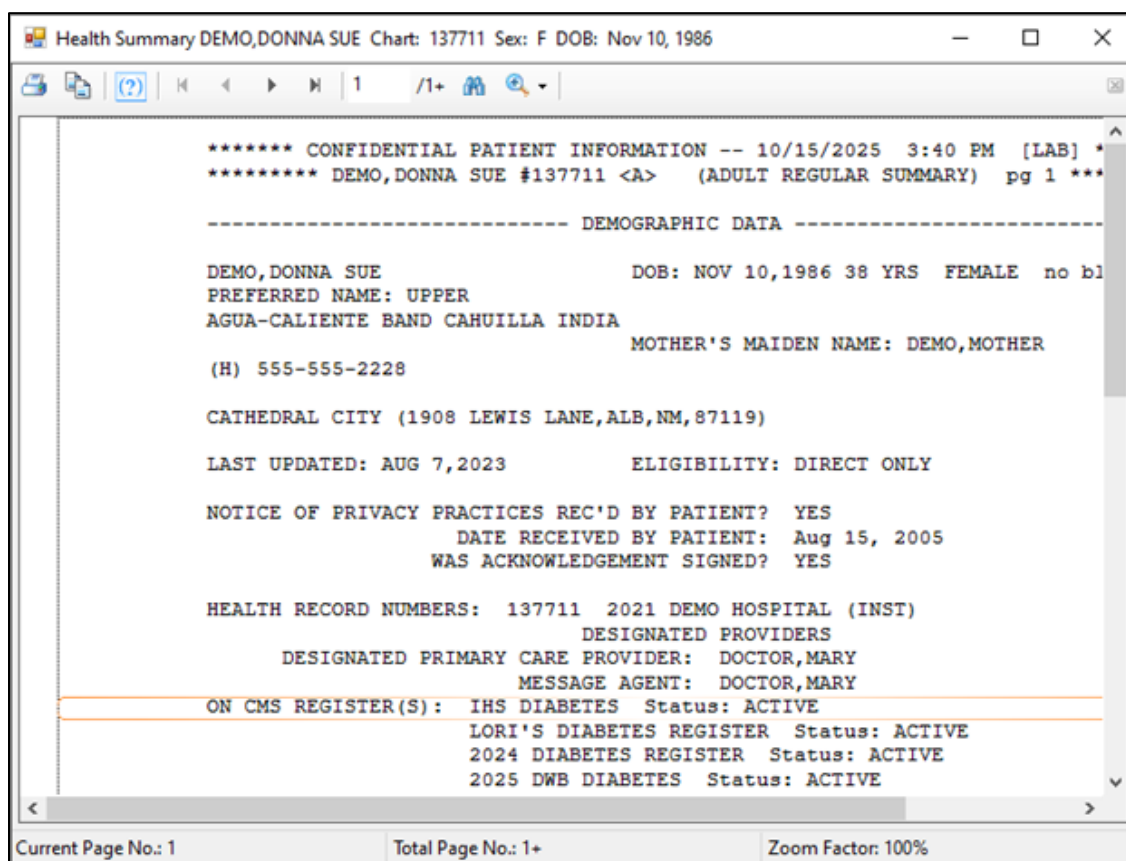 Health Summary DEMO,DONNA SUE Chart: 137711 Sex: F DOB: Nov 10, 1986
(?) 1 /1+
******* CONFIDENTIAL PATIENT INFORMATION -- 10/15/2025 3:40 PM [LAB] *
********* DEMO,DONNA SUE #137711 <A> (ADULT REGULAR SUMMARY) pg 1 ***
----------------------------- DEMOGRAPHIC DATA -------------------------
DEMO,DONNA SUE DOB: NOV 10,1986 38 YRS FEMALE no bl
PREFERRED NAME: UPPER
AGUA-CALIENTE BAND CAHUILLA INDIA
MOTHER'S MAIDEN NAME: DEMO,MOTHER
(H) 555-555-2228
CATHEDRAL CITY (1908 LEWIS LANE,ALB,NM,87119)
LAST UPDATED: AUG 7,2023 ELIGIBILITY: DIRECT ONLY
NOTICE OF PRIVACY PRACTICES REC'D BY PATIENT? YES
DATE RECEIVED BY PATIENT: Aug 15, 2005
WAS ACKNOWLEDGEMENT SIGNED? YES
HEALTH RECORD NUMBERS: 137711 2021 DEMO HOSPITAL (INST)
DESIGNATED PROVIDERS
DESIGNATED PRIMARY CARE PROVIDER: DOCTOR,MARY
MESSAGE AGENT: DOCTOR,MARY
ON CMS REGISTER(S): IHS DIABETES Status: ACTIVE
LORI'S DIABETES REGISTER Status: ACTIVE
2024 DIABETES REGISTER Status: ACTIVE
2025 DWB DIABETES Status: ACTIVE
Current Page No.: 1 Total Page No.: 1+ Zoom Factor: 100%